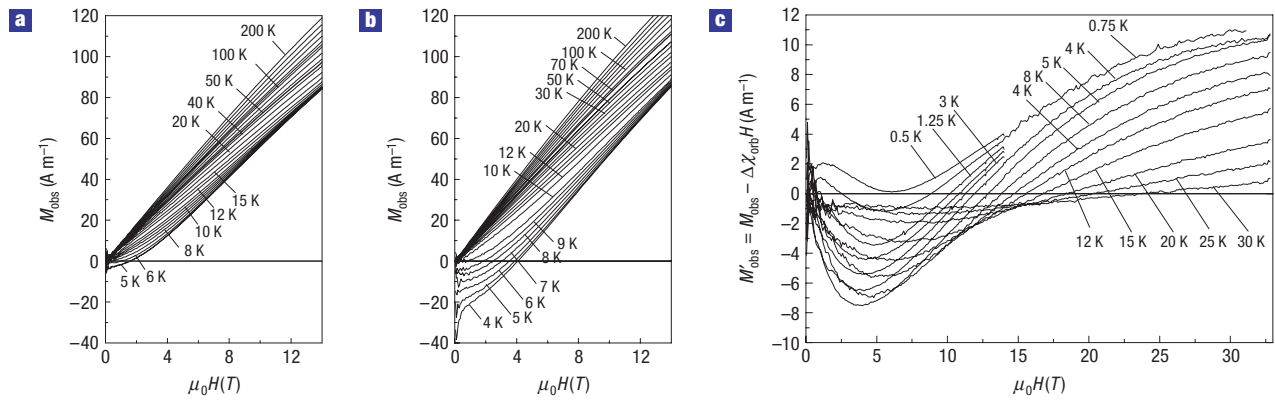 a
120
100
80
60
40
20
0
−20
−40
0
4
8
12
M_obs (A m⁻¹)
μ₀H(T)
200 K
100 K
50 K
40 K
20 K
15 K
12 K
10 K
8 K
6 K
5 K
b
120
100
80
60
40
20
0
−20
−40
0
4
8
12
M_obs (A m⁻¹)
μ₀H(T)
200 K
100 K
70 K
50 K
30 K
20 K
12 K
10 K
9 K
8 K
7 K
6 K
5 K
4 K
c
12
10
8
6
4
2
0
−2
−4
−6
−8
−10
0
5
10
15
20
25
30
M′_obs = M_obs − Δχ_orb H (A m⁻¹)
μ₀H(T)
0.75 K
4 K
5 K
8 K
4 K
3 K
1.25 K
0.5 K
12 K
15 K
20 K
25 K
30 K